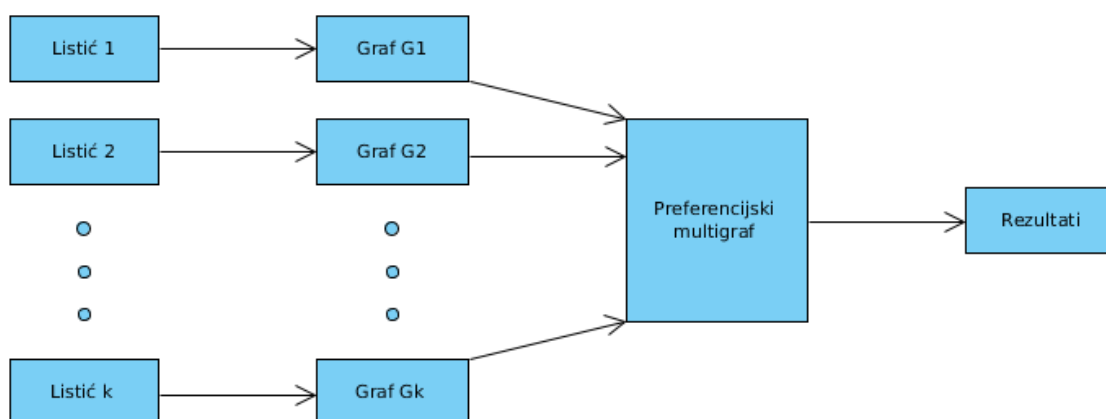 Listić 1
Graf G1
Listić 2
Graf G2
Preferencijski
multigraf
Rezultati
Listić k
Graf Gk